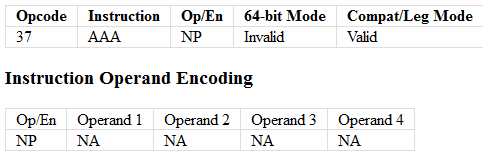 Opcode Instruction Op/En 64-bit Mode Compat/Leg Mode
37 AAA NP Invalid Valid
Instruction Operand Encoding
Op/En Operand 1 Operand 2 Operand 3 Operand 4
NP NA NA NA NA